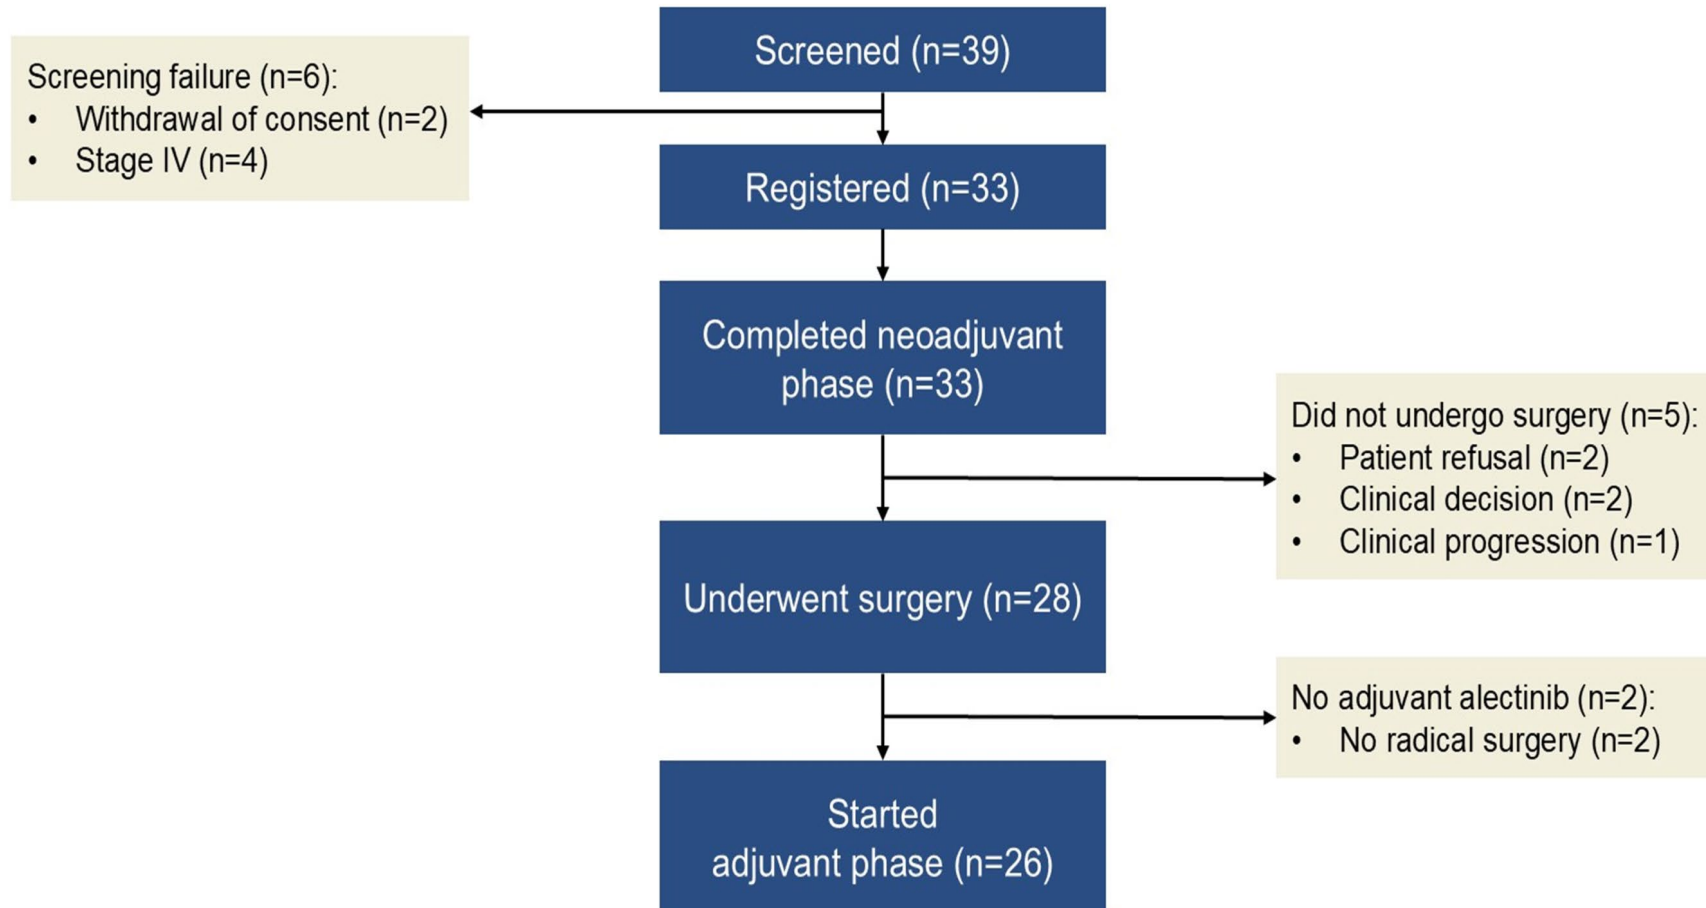 Screened (n=39)
Screening failure (n=6):
• Withdrawal of consent (n=2)
• Stage IV (n=4)
Registered (n=33)
Completed neoadjuvant
phase (n=33)
Did not undergo surgery (n=5):
• Patient refusal (n=2)
• Clinical decision (n=2)
• Clinical progression (n=1)
Underwent surgery (n=28)
No adjuvant alectinib (n=2):
• No radical surgery (n=2)
Started
adjuvant phase (n=26)